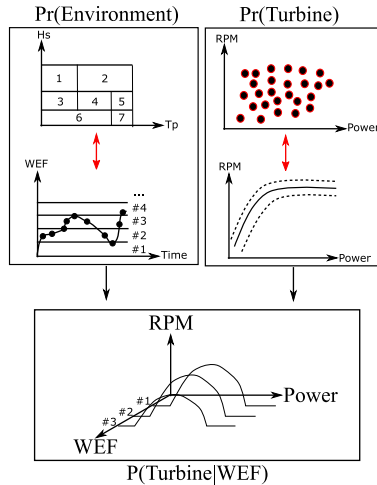 Pr(Environment)
Pr(Turbine)
Hs
1 2
3 4 5
6 7
Tp
RPM
Power
WEF
...
#4
#3
#2
#1
Time
RPM
Power
RPM
Power
#1
#2
#3
WEF
P(Turbine|WEF)